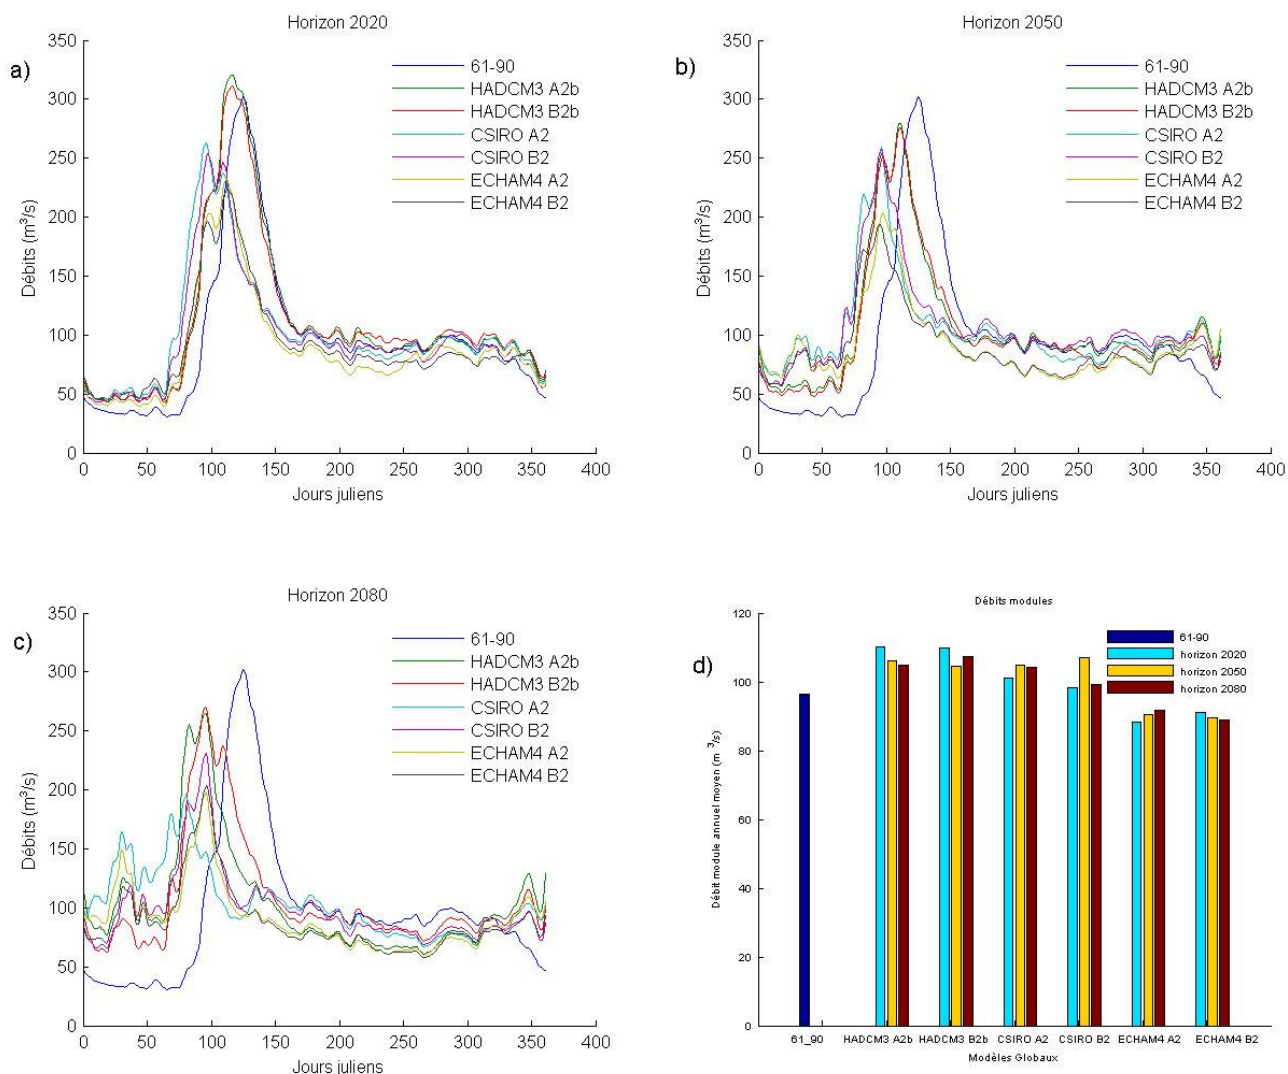 Horizon 2020
a)
350
300
250
200
150
100
50
0
Débits (m³/s)
0 50 100 150 200 250 300 350 400
Jours juliens
61-90
HADCM3 A2b
HADCM3 B2b
CSIRO A2
CSIRO B2
ECHAM4 A2
ECHAM4 B2
Horizon 2050
b)
350
300
250
200
150
100
50
0
Débits (m³/s)
0 50 100 150 200 250 300 350 400
Jours juliens
61-90
HADCM3 A2b
HADCM3 B2b
CSIRO A2
CSIRO B2
ECHAM4 A2
ECHAM4 B2
Horizon 2080
c)
350
300
250
200
150
100
50
0
Débits (m³/s)
0 50 100 150 200 250 300 350 400
Jours juliens
61-90
HADCM3 A2b
HADCM3 B2b
CSIRO A2
CSIRO B2
ECHAM4 A2
ECHAM4 B2
Débits modules
d)
120
100
80
60
40
20
0
Débit module annuel moyen (m³/s)
61_90 HADCM3 A2b HADCM3 B2b CSIRO A2 CSIRO B2 ECHAM4 A2 ECHAM4 B2
Modèles Globaux
61-90
horizon 2020
horizon 2050
horizon 2080